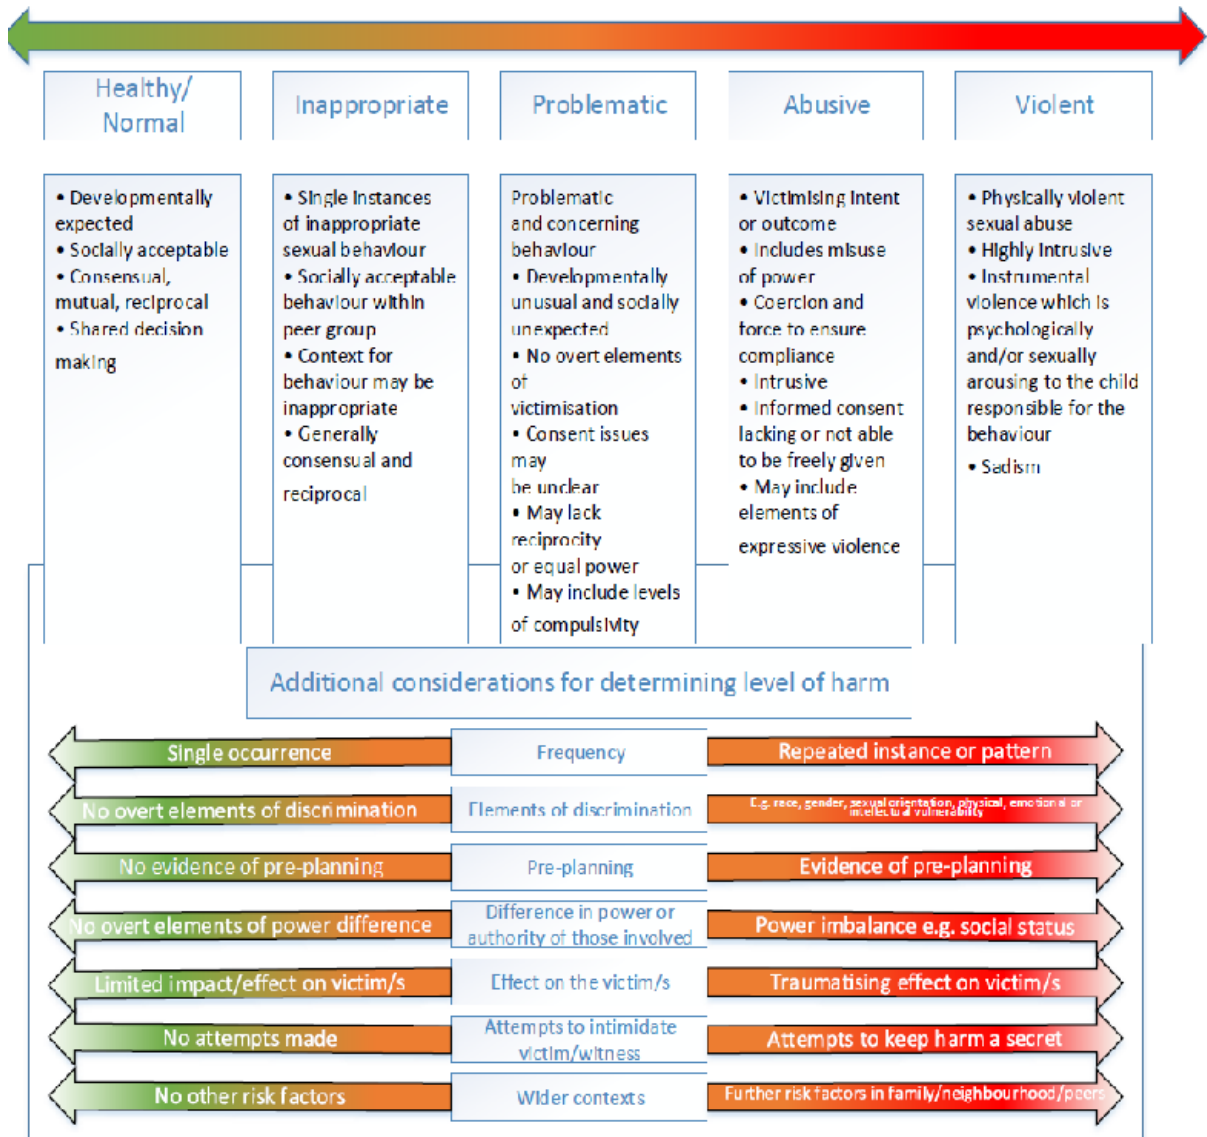 Healthy/
Normal
Inappropriate
Problematic
Abusive
Violent
• Developmentally
expected
• Socially acceptable
• Consensual,
mutual, reciprocal
• Shared decision
making
• Single instances
of inappropriate
sexual behaviour
• Socially acceptable
behaviour within
peer group
• Context for
behaviour may be
inappropriate
• Generally
consensual and
reciprocal
Problematic
and concerning
behaviour
• Developmentally
unusual and socially
unexpected
• No overt elements
of
victimisation
• Consent issues
may
be unclear
• May lack
reciprocity
or equal power
• May include levels
of compulsivity
• Victimising intent
or outcome
• Includes misuse
of power
• Coercion and
force to ensure
compliance
• Intrusive
• Informed consent
lacking or not able
to be freely given
• May include
elements of
expressive violence
• Physically violent
sexual abuse
• Highly intrusive
• Instrumental
violence which is
psychologically
and/or sexually
arousing to the child
responsible for the
behaviour
• Sadism
Additional considerations for determining level of harm
Single occurrence
Frequency
Repeated instance or pattern
No overt elements of discrimination
Elements of discrimination
E.g. race, gender, sexual orientation, physical, emotional or
intellectual vulnerability
No evidence of pre-planning
Pre-planning
Evidence of pre-planning
No overt elements of power difference
Difference in power or
authority of those involved
Power imbalance e.g. social status
Limited impact/effect on victim/s
Effect on the victim/s
Traumatising effect on victim/s
No attempts made
Attempts to intimidate
victim/witness
Attempts to keep harm a secret
No other risk factors
Wider contexts
Further risk factors in family/neighbourhood/peers